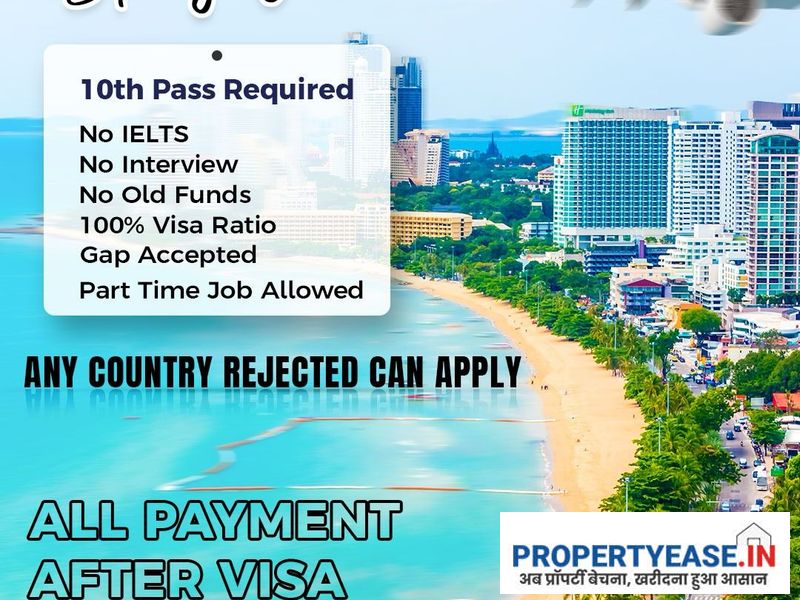 10th Pass Required
No IELTS
No Interview
No Old Funds
100% Visa Ratio
Gap Accepted
Part Time Job Allowed
ANY COUNTRY REJECTED CAN APPLY
ALL PAYMENT
AFTER VISA
PROPERTYEASE.IN
अब प्रॉपर्टी बेचना, खरीदना हुआ आसान